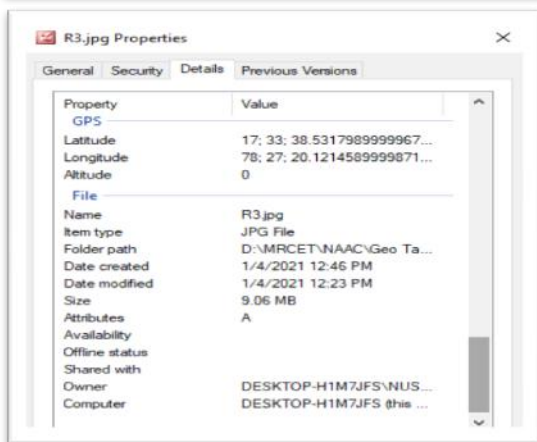 R3.jpg Properties
General Security Details Previous Versions
Property Value
GPS
Latitude 17; 33; 38.5317989999967...
Longitude 78; 27; 20.1214589999871...
Altitude 0
File
Name R3.jpg
Item type JPG File
Folder path D:\MRCET\NAAC\Geo Ta...
Date created 1/4/2021 12:46 PM
Date modified 1/4/2021 12:23 PM
Size 9.06 MB
Attributes A
Availability
Offline status
Shared with
Owner DESKTOP-H1M7JFS\NUS...
Computer DESKTOP-H1M7JFS (this ...